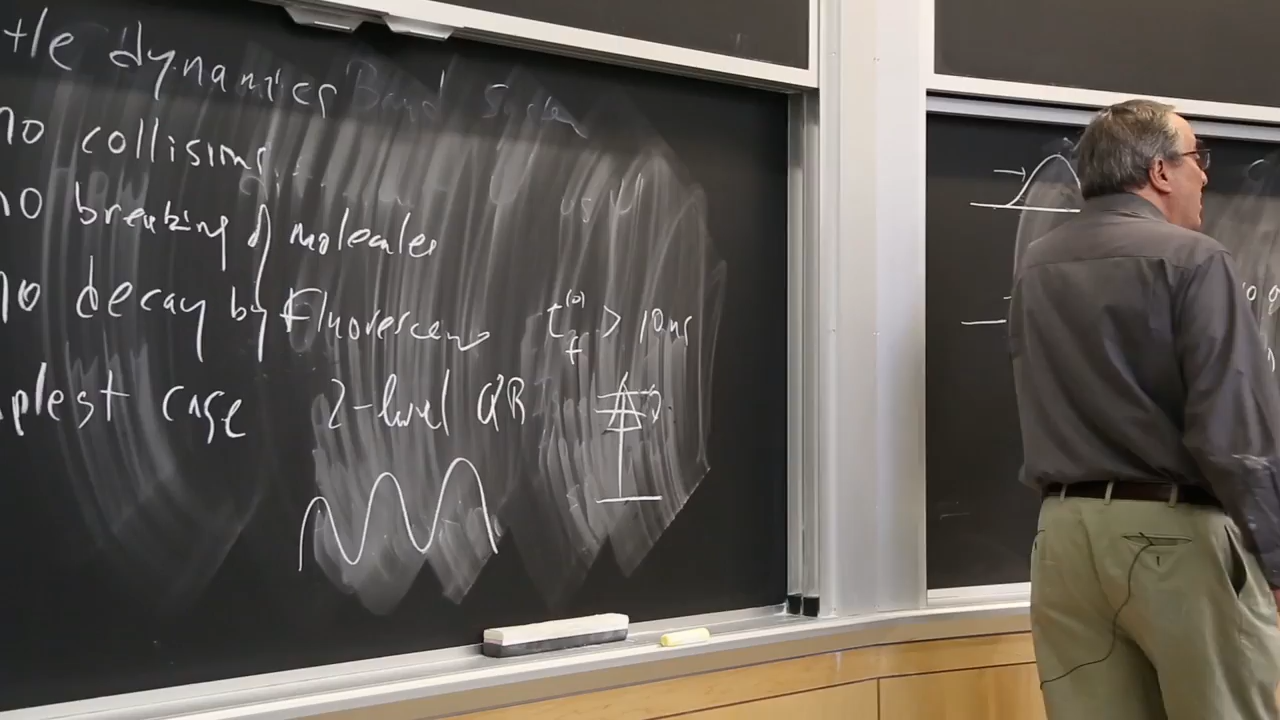 tle dynamics
no collisions
no breaking of molecules
no decay by Fluorescence t_f^(0) > 10 ns
plest case 2-level QB